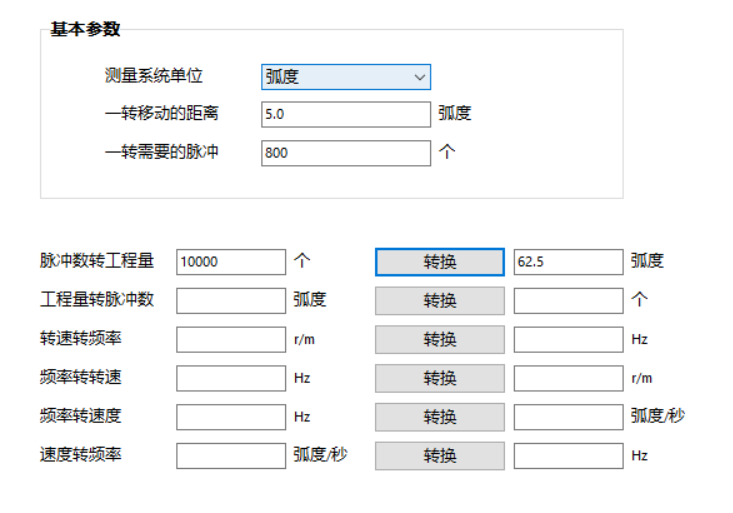 基本参数
测量系统单位 弧度
一转移动的距离 5.0 弧度
一转需要的脉冲 800 个
脉冲数转工程量 10000 个 转换 62.5 弧度
工程量转脉冲数 弧度 转换 个
转速转频率 r/m 转换 Hz
频率转转速 Hz 转换 r/m
频率转速度 Hz 转换 弧度/秒
速度转频率 弧度/秒 转换 Hz